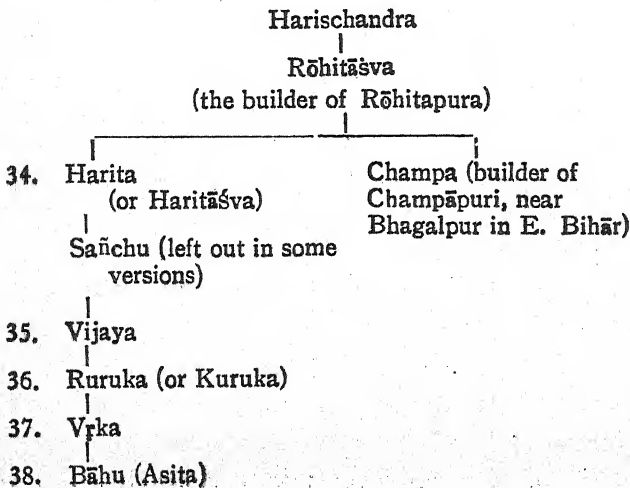 Harischandra
Rōhitāśva
(the builder of Rōhitapura)
34. Harita Champa (builder of
(or Haritāśva) Champāpuri, near
Bhagalpur in E. Bihār)
Sañchu (left out in some
versions)
35. Vijaya
36. Ruruka (or Kuruka)
37. Vṛka
38. Bāhu (Asita)